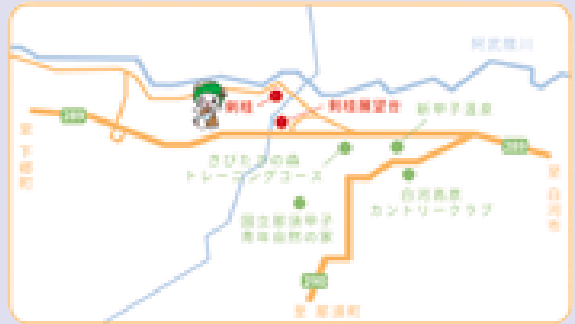 阿武隈川
剣桂
剣桂展望台
新甲子温泉
289
至 下郷町
289
きびたきの森
トレーニングコース
白河高原
カントリークラブ
至 白河市
国立那須甲子
青年自然の家
290
至 那須町